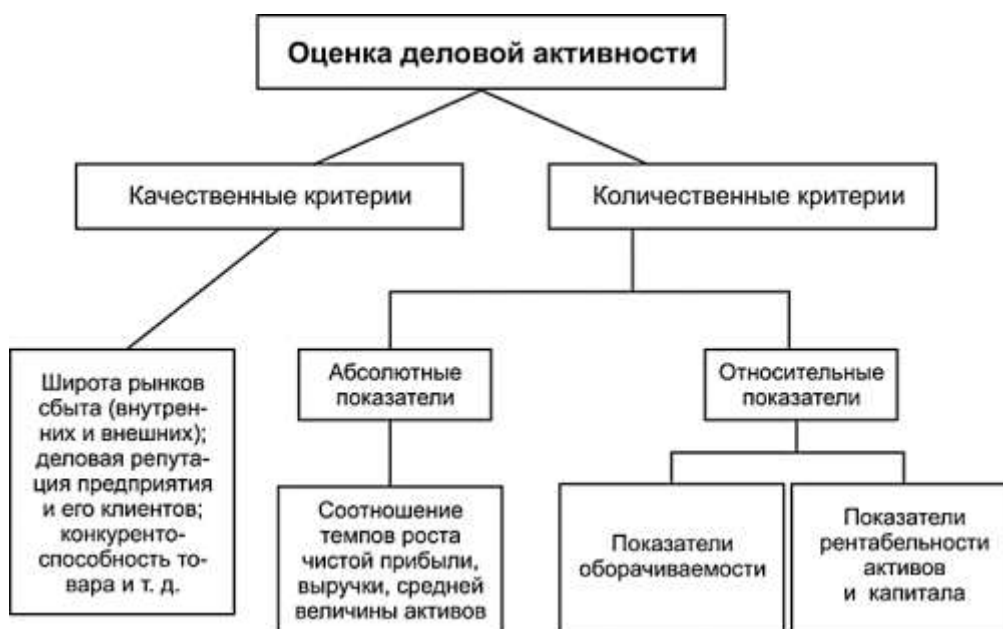 Оценка деловой активности
Качественные критерии
Количественные критерии
Широта рынков
сбыта (внутрен-
них и внешних);
деловая репута-
ция предприятия
и его клиентов;
конкуренто-
способность то-
вара и т. д.
Абсолютные
показатели
Относительные
показатели
Соотношение
темпов роста
чистой прибыли,
выручки, средней
величины активов
Показатели
оборачиваемости
Показатели
рентабельности
активов
и капитала